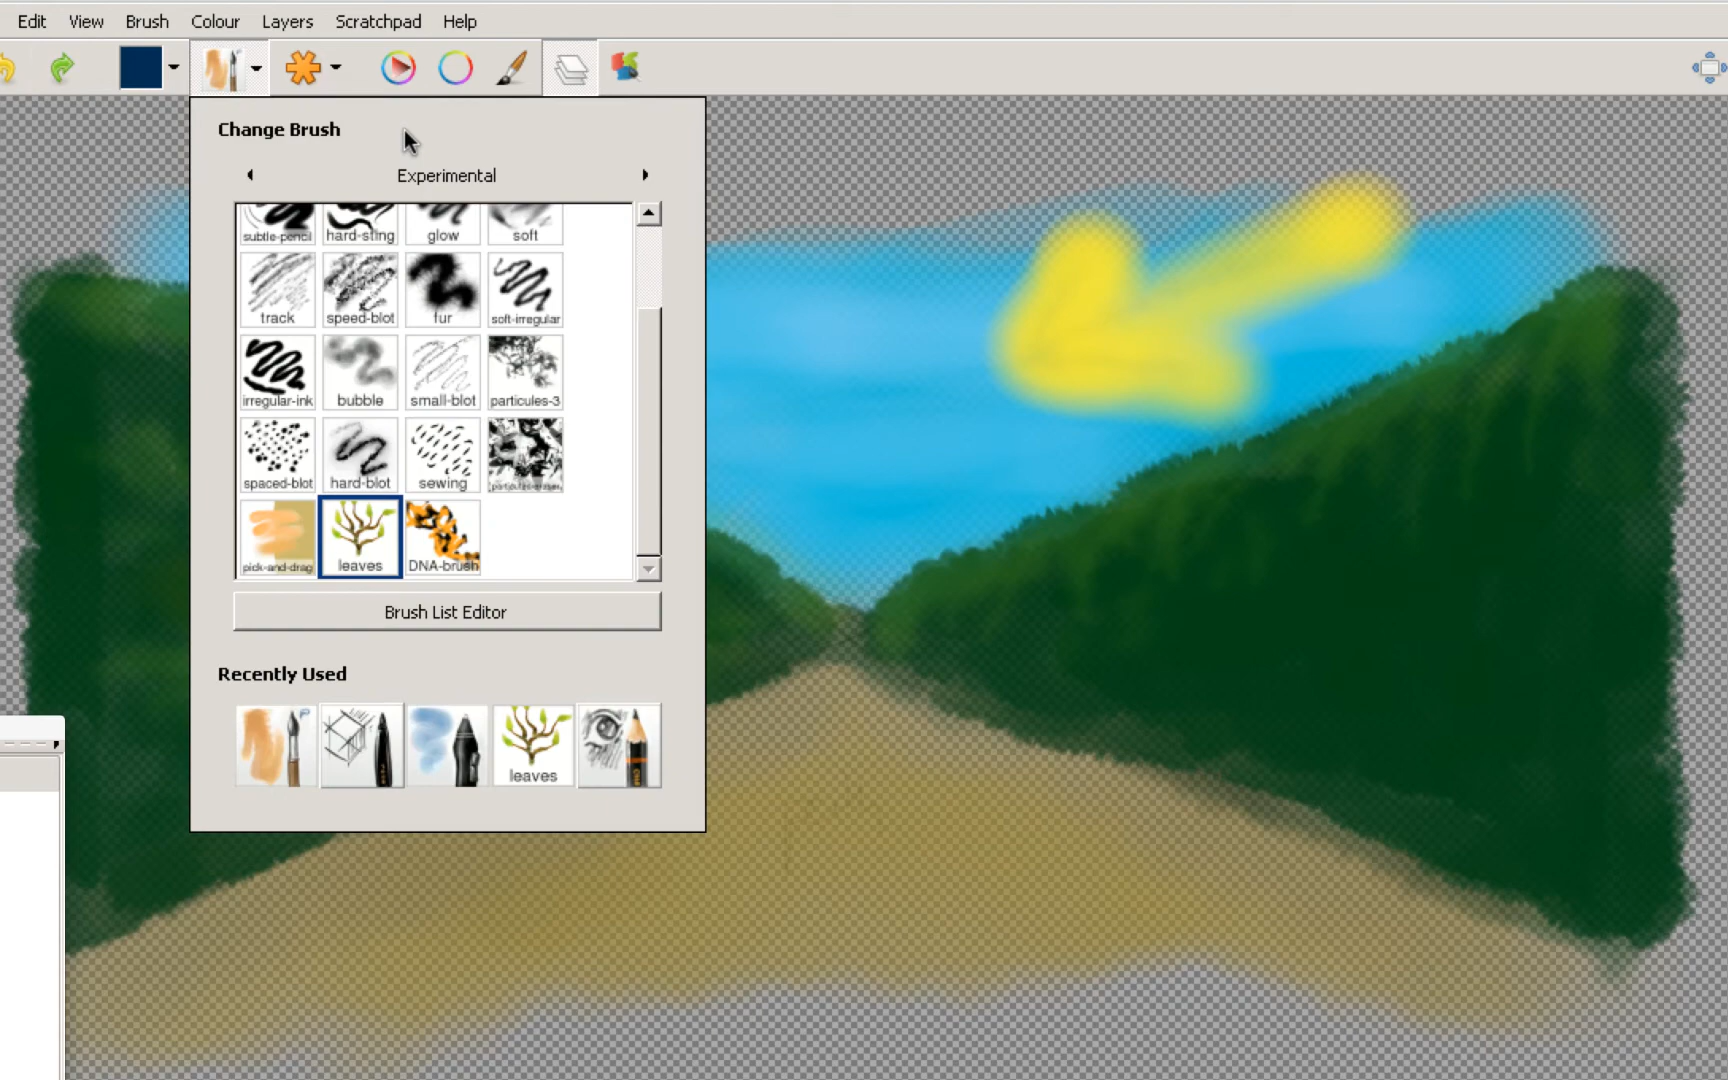 Edit View Brush Colour Layers Scratchpad Help
Change Brush
Experimental
subtle-pencil hard-sting glow soft
track speed-blot fur soft-irregular
irregular-ink bubble small-blot particules-3
spaced-blot hard-blot sewing
pick-and-drag leaves DNA-brush
Brush List Editor
Recently Used
leaves